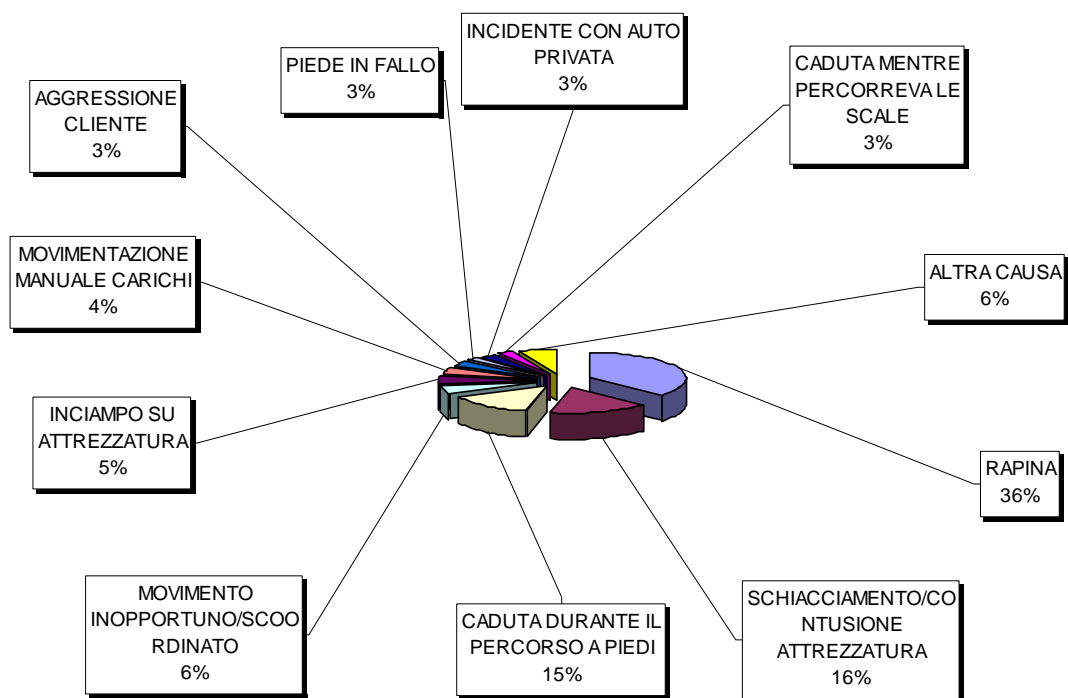 INCIDENTE CON AUTO
PRIVATA
3%
PIEDE IN FALLO
3%
CADUTA MENTRE
PERCORREVA LE
SCALE
3%
AGGRESSIONE
CLIENTE
3%
MOVIMENTAZIONE
MANUALE CARICHI
4%
ALTRA CAUSA
6%
INCIAMPO SU
ATTREZZATURA
5%
RAPINA
36%
MOVIMENTO
INOPPORTUNO/SCOO
RDINATO
6%
CADUTA DURANTE IL
PERCORSO A PIEDI
15%
SCHIACCIAMENTO/CO
NTUSIONE
ATTREZZATURA
16%